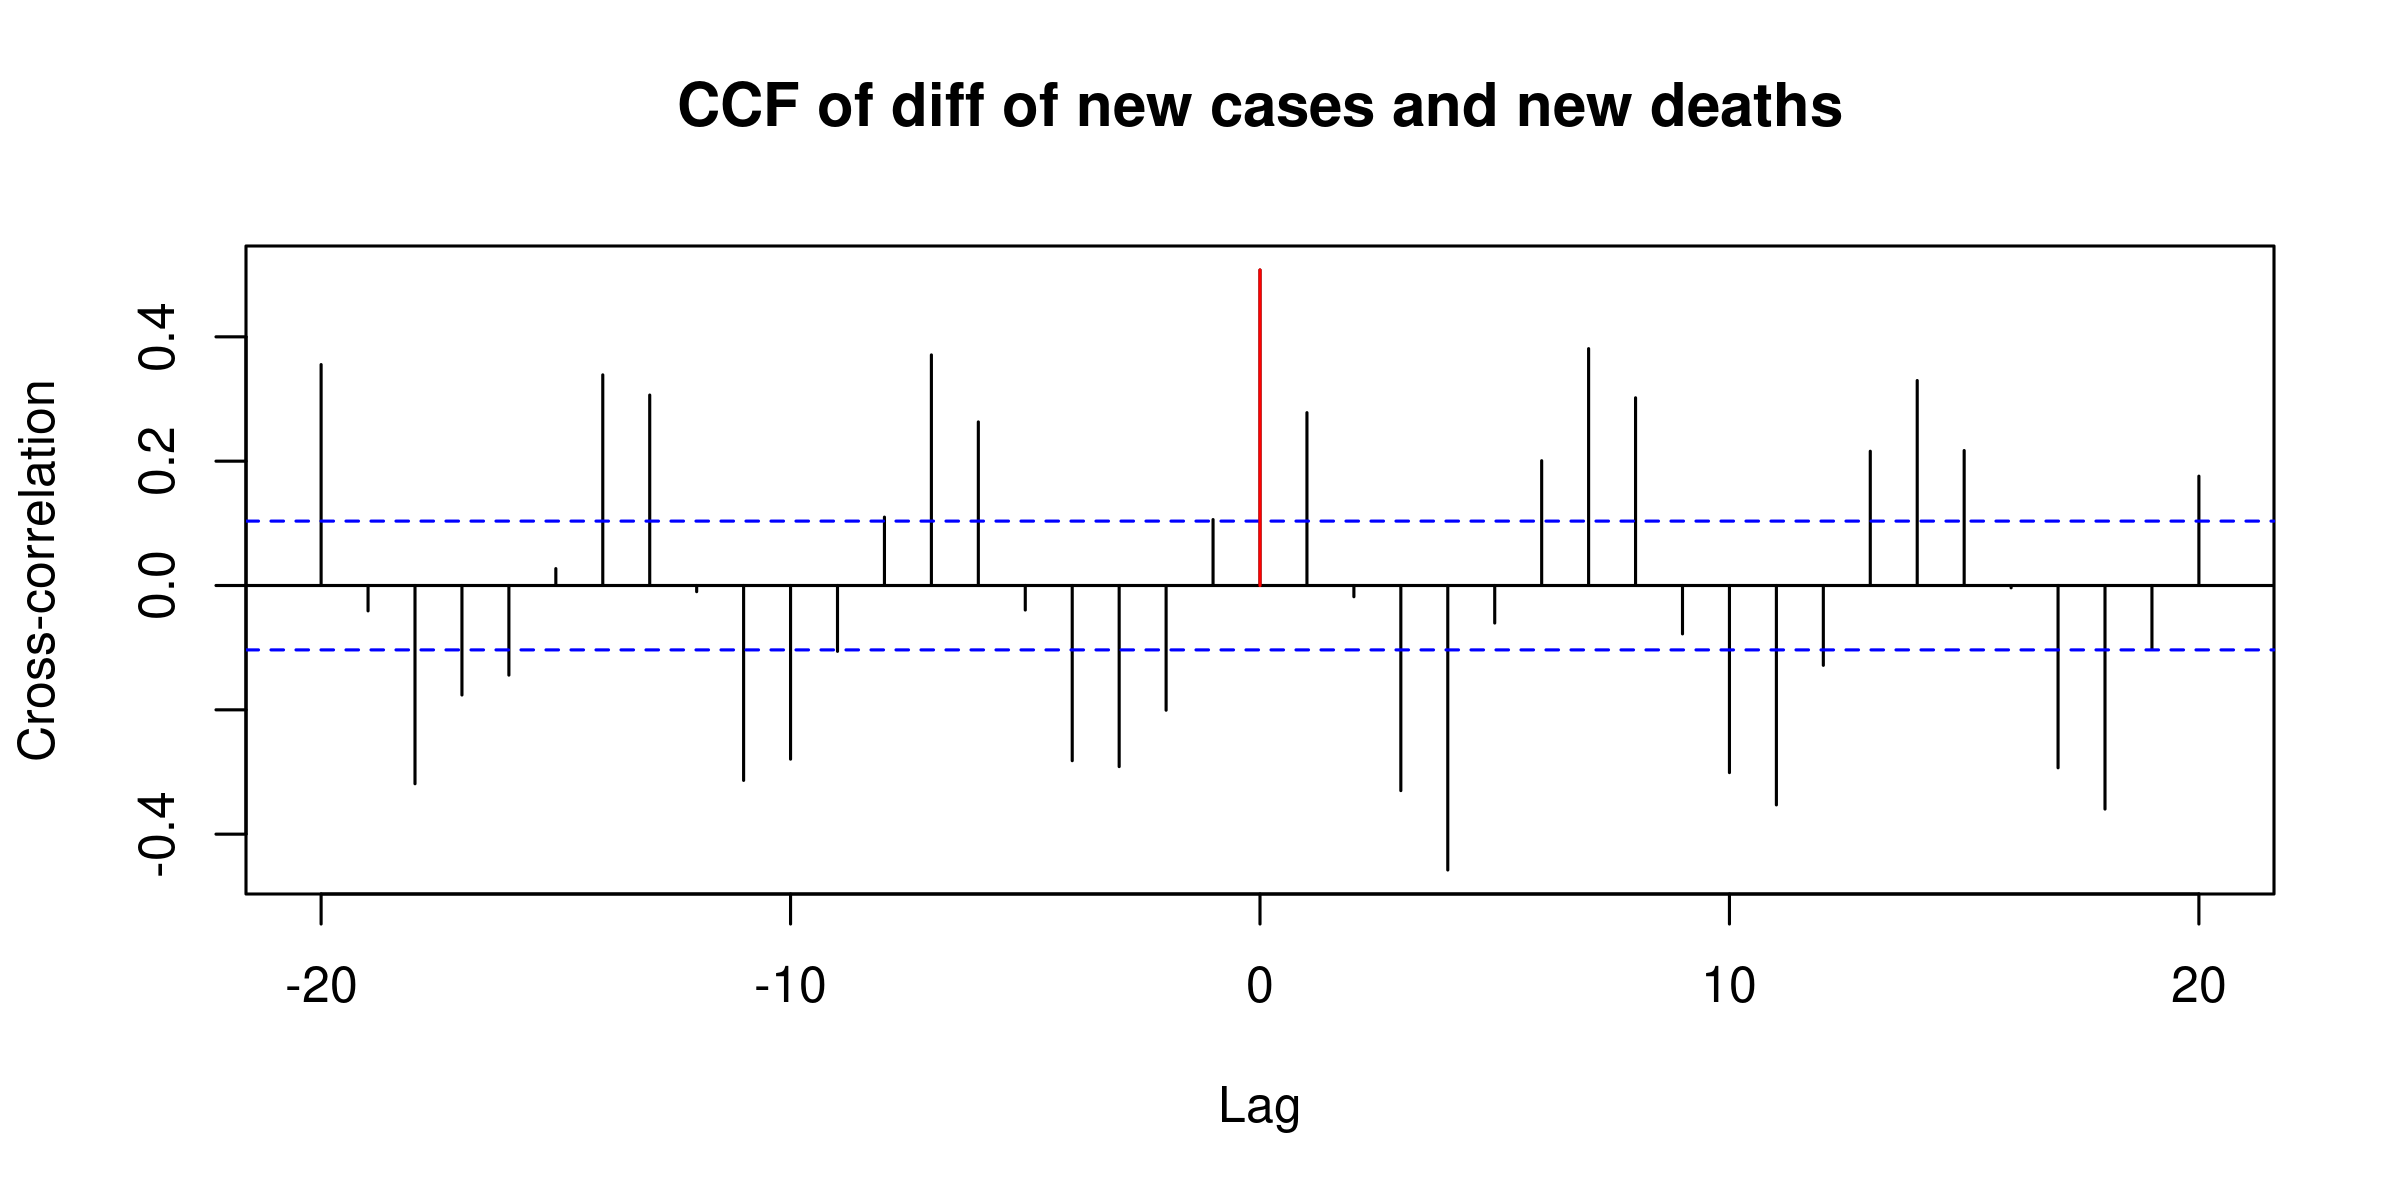 CCF of diff of new cases and new deaths
Cross-correlation
0.4
0.2
0.0
-0.4
-20 -10 0 10 20
Lag